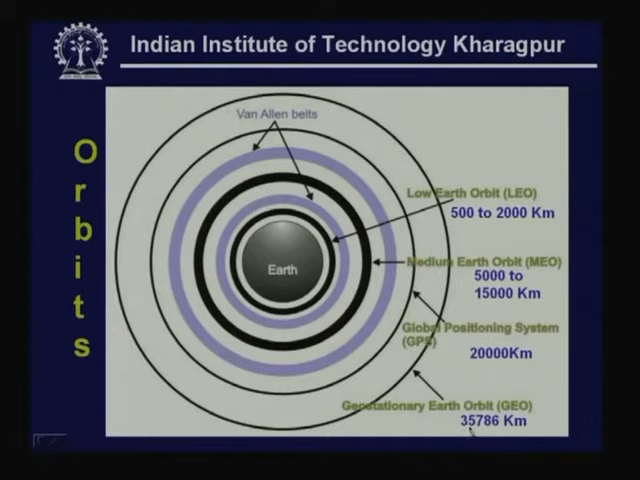 Indian Institute of Technology Kharagpur
Orbits
Van Allen belts
Low Earth Orbit (LEO)
500 to 2000 Km
Earth
Medium Earth Orbit (MEO)
5000 to
15000 Km
Global Positioning System
(GPS)
20000Km
Geostationary Earth Orbit (GEO)
35786 Km